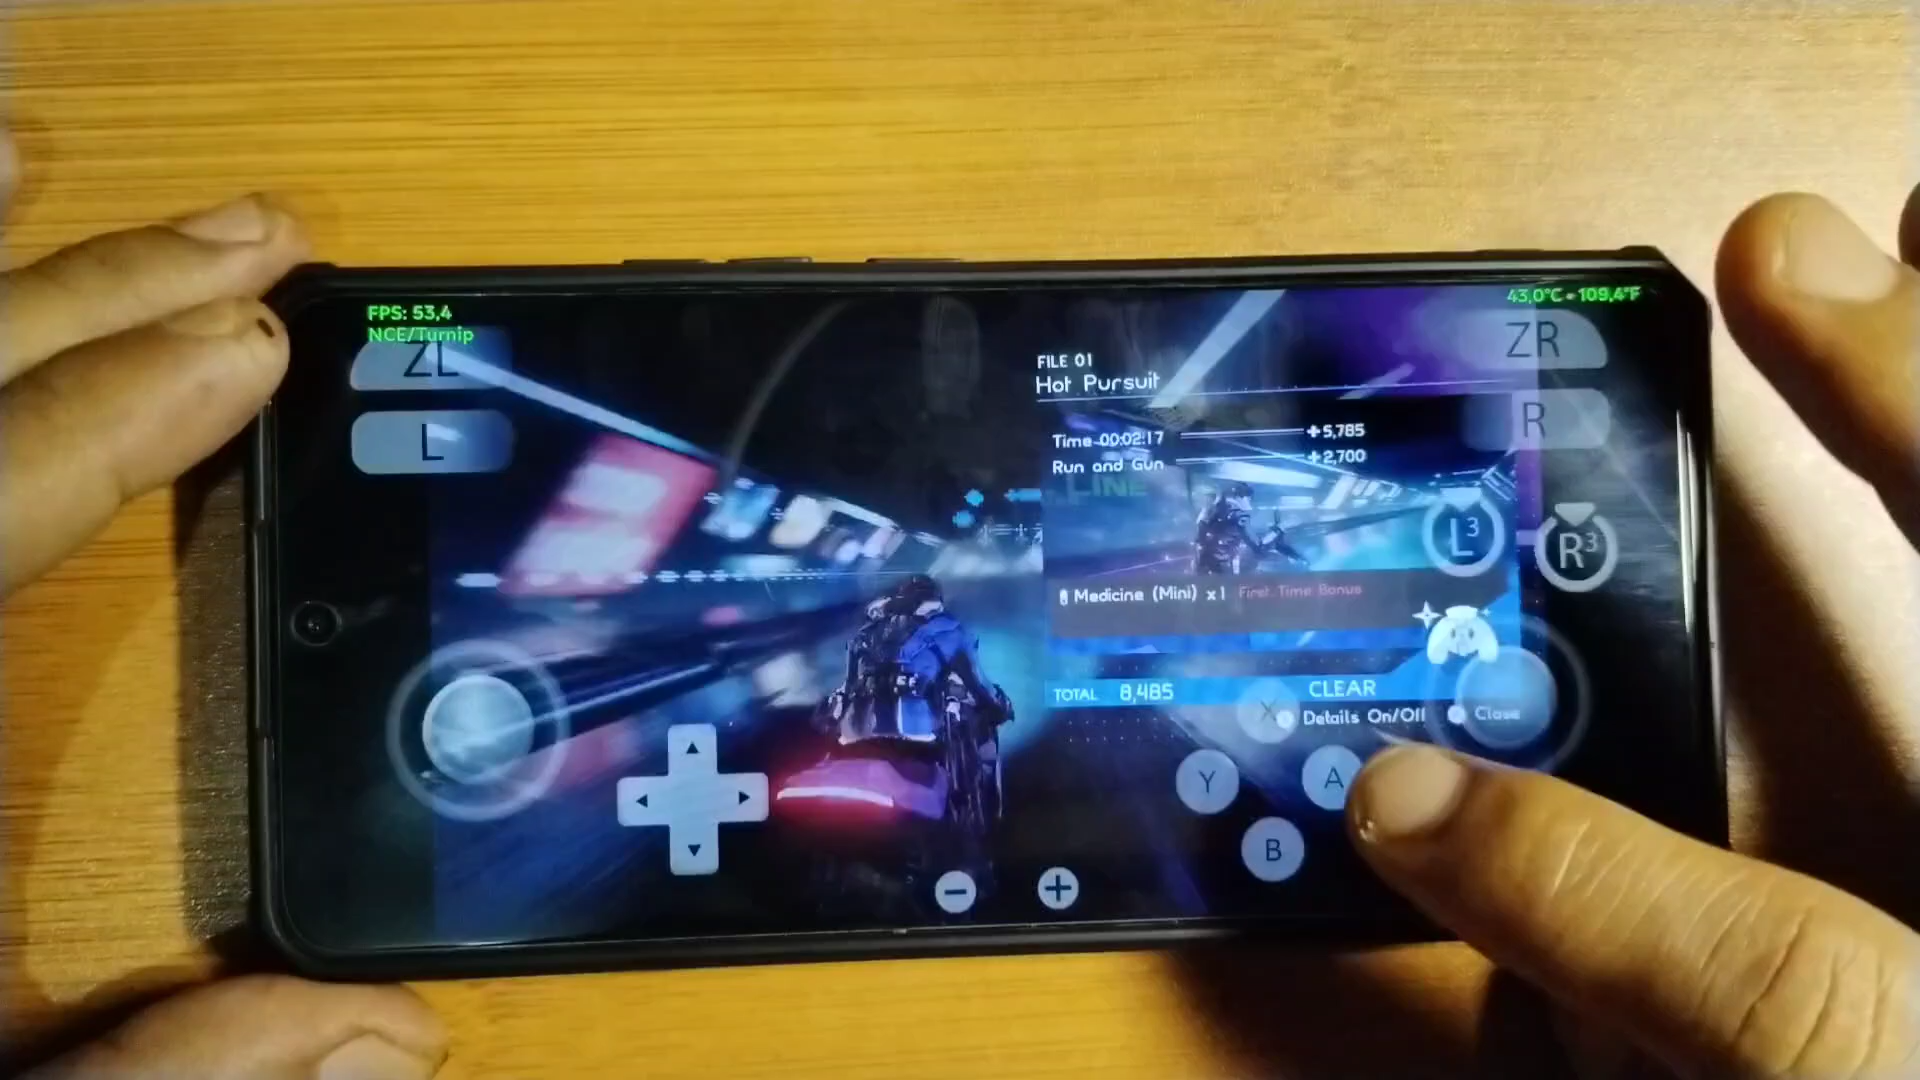 FPS: 53,4
NCE/Turnip
43,0°C - 109,4°F
ZL
L
ZR
R
FILE 01
Hot Pursuit
Time 00:02:17 +5,785
Run and Gun +2,700
LINE
L3
R3
Medicine (Mini) x1 First Time Bonus
TOTAL 8,485 CLEAR
X Details On/Off Close
Y
A
B